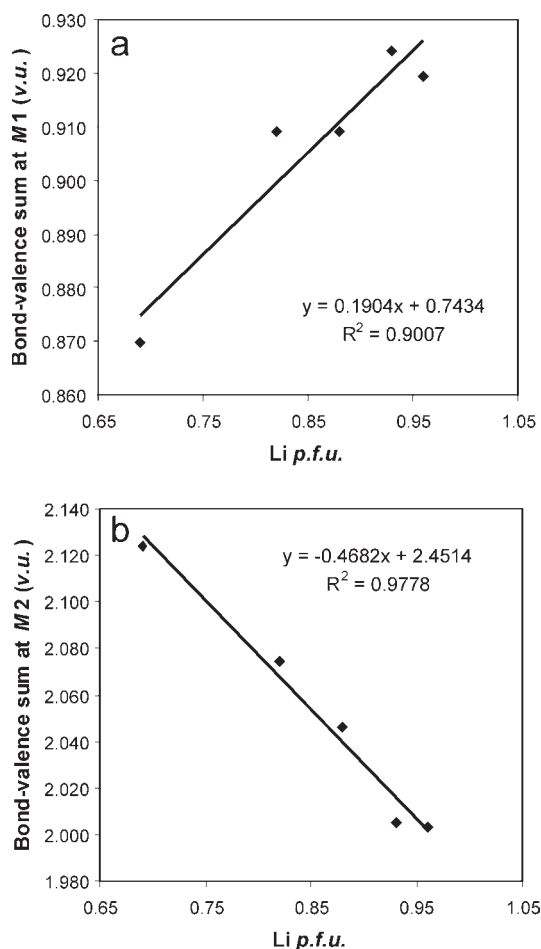 a
Bond-valence sum at M1 (v.u.)
0.930
0.920
0.910
0.900
0.890
0.880
0.870
0.860
y = 0.1904x + 0.7434
R² = 0.9007
0.65 0.75 0.85 0.95 1.05
Li p.f.u.
b
Bond-valence sum at M2 (v.u.)
2.140
2.120
2.100
2.080
2.060
2.040
2.020
2.000
1.980
y = -0.4682x + 2.4514
R² = 0.9778
0.65 0.75 0.85 0.95 1.05
Li p.f.u.